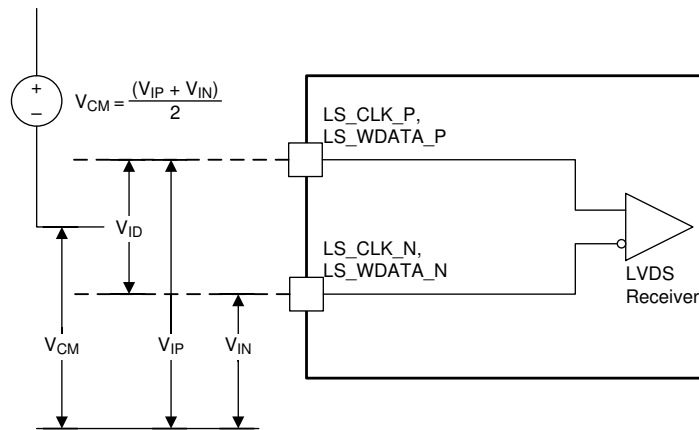 +
−
V_CM = (V_IP + V_IN)
2
LS_CLK_P,
LS_WDATA_P
V_ID
LS_CLK_N,
LS_WDATA_N
LVDS
Receiver
V_CM
V_IP
V_IN